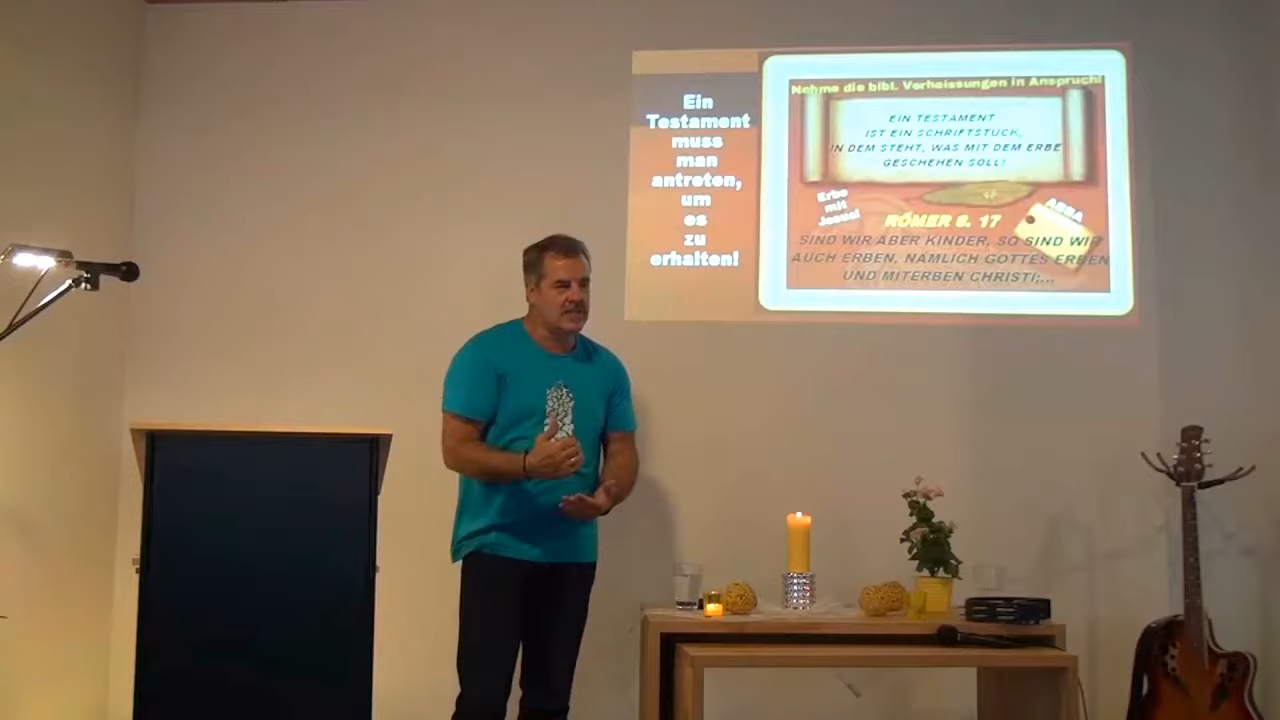 Ein
Testament
muss
man
antreten,
um
es
zu
erhalten!
Nehme die bibl. Verheissungen in Anspruch!
EIN TESTAMENT
IST EIN SCHRIFTSTÜCK,
IN DEM STEHT, WAS MIT DEM ERBE
GESCHEHEN SOLL!
Erbe
mit
Jesus!
ABBA
RÖMER 8. 17
SIND WIR ABER KINDER, SO SIND WIR
AUCH ERBEN, NÄMLICH GOTTES ERBEN
UND MITERBEN CHRISTI;...